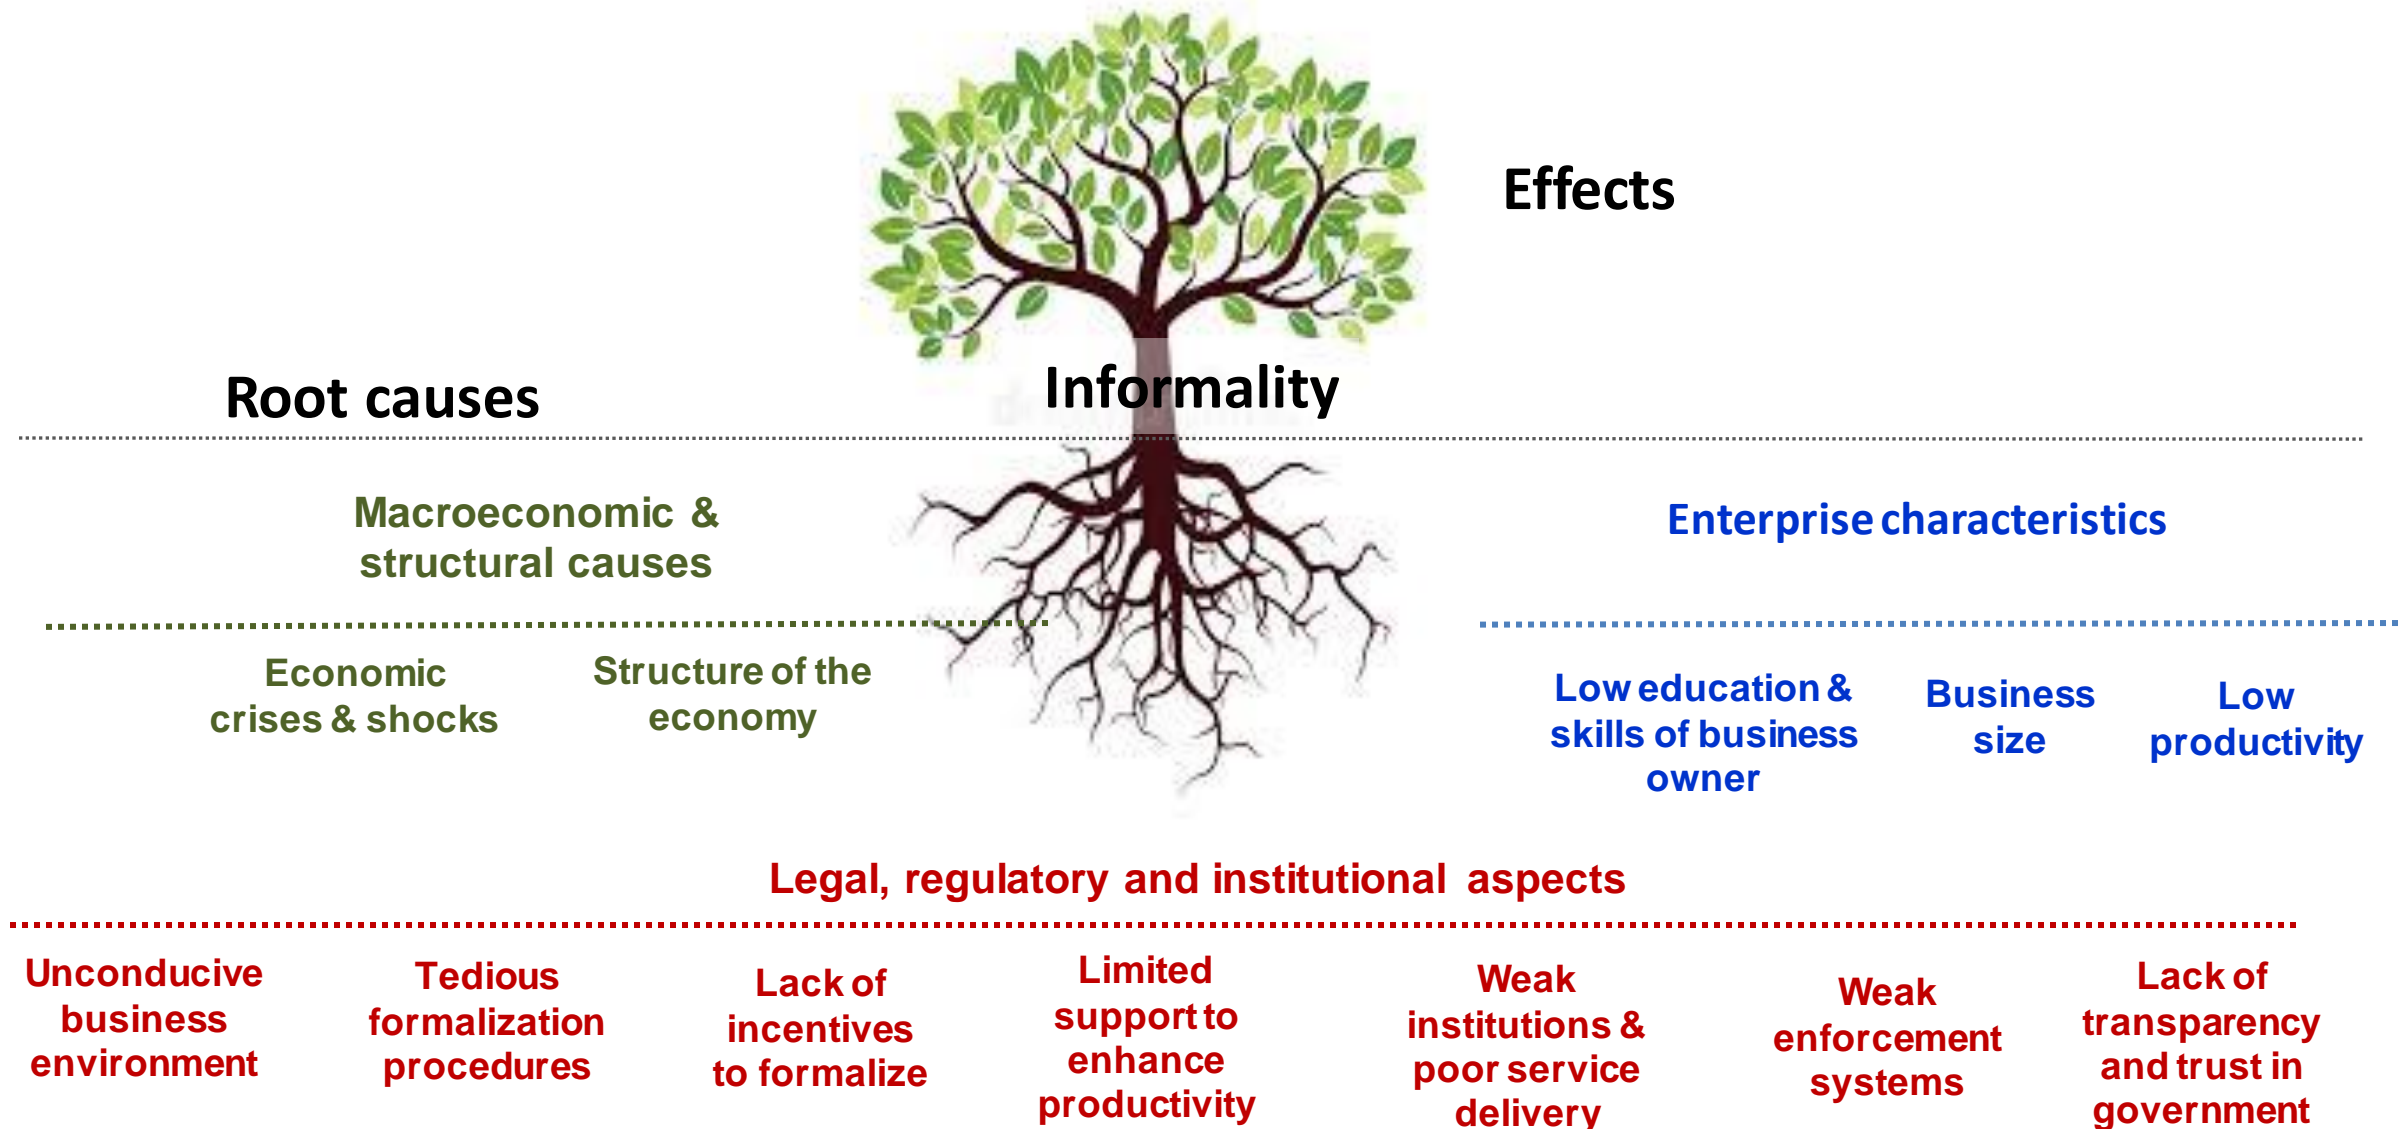 Effects
Root causes
Informality
Macroeconomic &
structural causes
Enterprise characteristics
Economic
crises & shocks
Structure of the
economy
Low education &
skills of business
owner
Business
size
Low
productivity
Legal, regulatory and institutional aspects
Unconducive
business
environment
Tedious
formalization
procedures
Lack of
incentives
to formalize
Limited
support to
enhance
productivity
Weak
institutions &
poor service
delivery
Weak
enforcement
systems
Lack of
transparency
and trust in
government